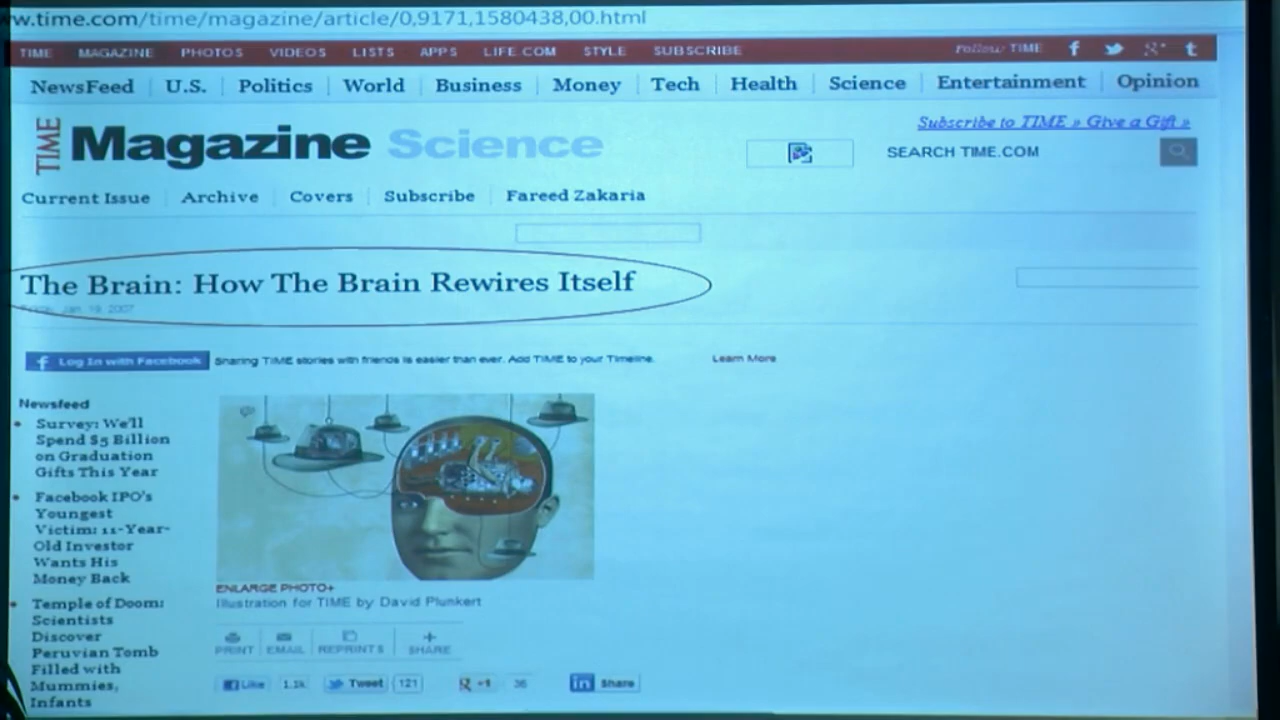 w.time.com/time/magazine/article/0,9171,1580438,00.html
TIME MAGAZINE PHOTOS VIDEOS LISTS APPS LIFE.COM STYLE SUBSCRIBE Follow TIME
NewsFeed U.S. Politics World Business Money Tech Health Science Entertainment Opinion
Subscribe to TIME » Give a Gift »
TIME Magazine Science
SEARCH TIME.COM
Current Issue Archive Covers Subscribe Fareed Zakaria
The Brain: How The Brain Rewires Itself
Jan. 19, 2007
Log In with Facebook Sharing TIME stories with friends is easier than ever. Add TIME to your Timeline. Learn More
Newsfeed
Survey: We'll
Spend $5 Billion
on Graduation
Gifts This Year
Facebook IPO's
Youngest
Victim: 11-Year-
Old Investor
Wants His
Money Back
Temple of Doom:
Scientists
Discover
Peruvian Tomb
Filled with
Mummies,
Infants
ENLARGE PHOTO+
Illustration for TIME by David Plunkert
PRINT EMAIL REPRINTS SHARE
Like 1.1k Tweet 121 +1 36 in Share